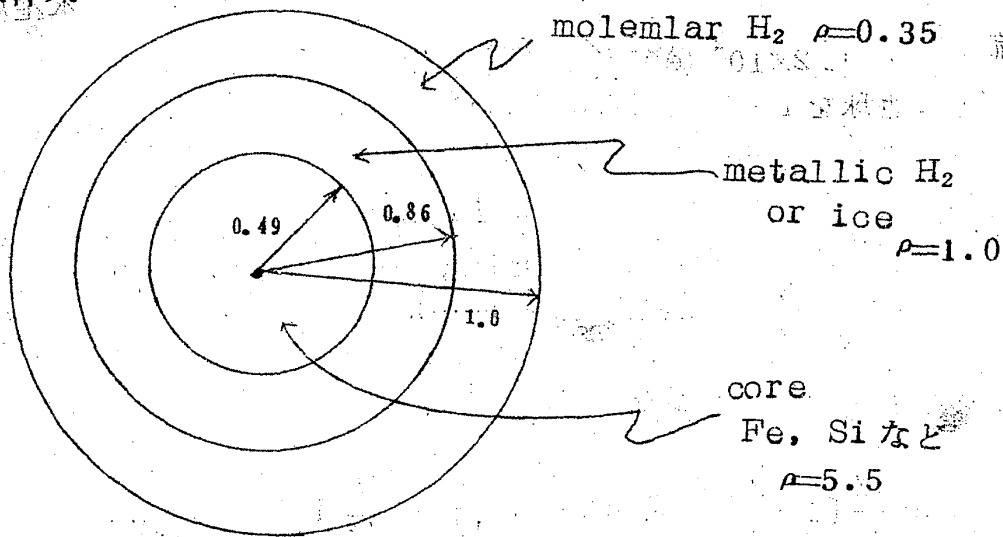 molemlar H₂ ρ=0.35
metallic H₂
or ice
ρ=1.0
0.49
0.86
1.0
core
Fe, Si など
ρ=5.5